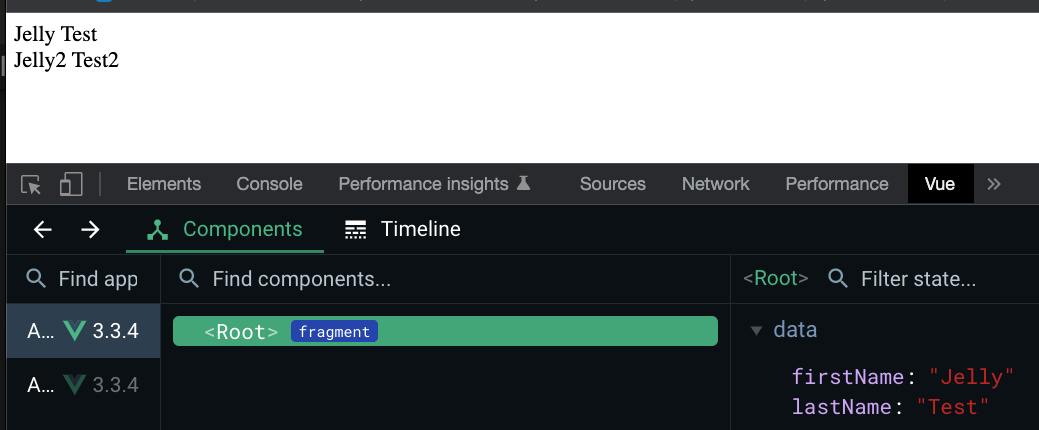 Jelly Test
Jelly2 Test2
Elements Console Performance insights Sources Network Performance Vue »
Components Timeline
Find app Find components... <Root> Filter state...
A... 3.3.4 <Root> fragment data
A... 3.3.4 firstName: "Jelly"
lastName: "Test"